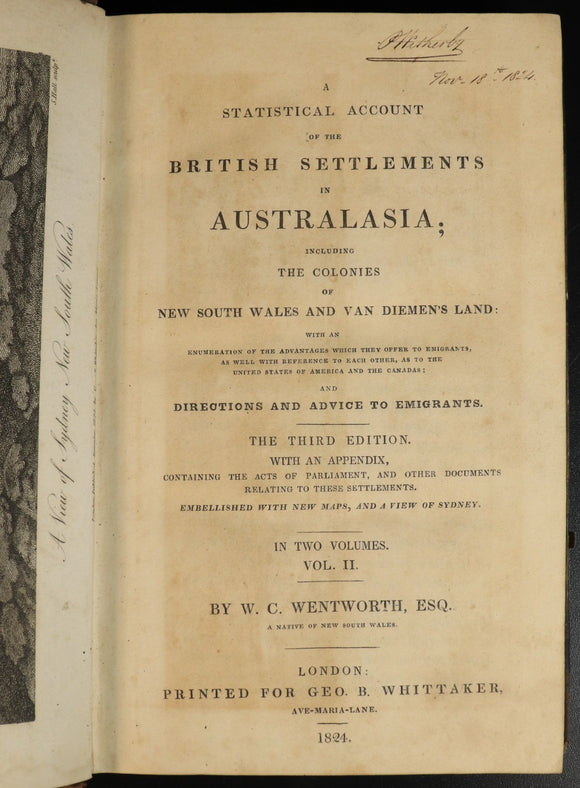 J. Hall sculpt.
A View of Sydney New South Wales
Witherby
Nov. 18th 1824.
A
STATISTICAL ACCOUNT
OF THE
BRITISH SETTLEMENTS
IN
AUSTRALASIA;
INCLUDING
THE COLONIES
OF
NEW SOUTH WALES AND VAN DIEMEN'S LAND:
WITH AN
ENUMERATION OF THE ADVANTAGES WHICH THEY OFFER TO EMIGRANTS,
AS WELL WITH REFERENCE TO EACH OTHER, AS TO THE
UNITED STATES OF AMERICA AND THE CANADAS;
AND
DIRECTIONS AND ADVICE TO EMIGRANTS.
THE THIRD EDITION.
WITH AN APPENDIX,
CONTAINING THE ACTS OF PARLIAMENT, AND OTHER DOCUMENTS
RELATING TO THESE SETTLEMENTS.
EMBELLISHED WITH NEW MAPS, AND A VIEW OF SYDNEY.
IN TWO VOLUMES.
VOL. II.
BY W. C. WENTWORTH, ESQ.
A NATIVE OF NEW SOUTH WALES.
LONDON:
PRINTED FOR GEO. B. WHITTAKER,
AVE-MARIA-LANE.
1824.